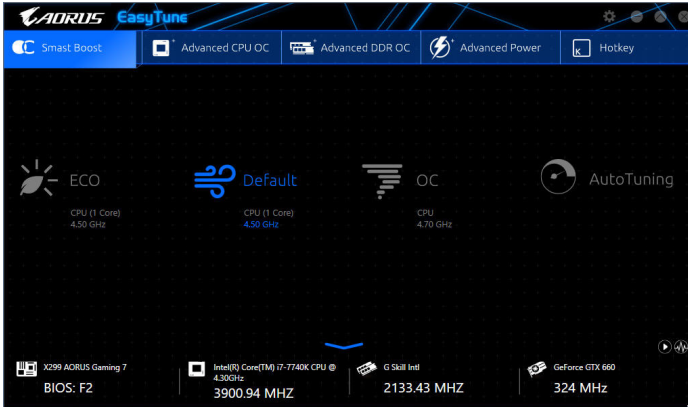 AORUS EasyTune
Smast Boost
Advanced CPU OC
Advanced DDR OC
Advanced Power
K
Hotkey
ECO
CPU (1 Core)
4.50 GHz
Default
CPU (1 Core)
4.50 GHz
OC
CPU
4.70 GHz
AutoTuning
X299 AORUS Gaming 7
BIOS: F2
Intel(R) Core(TM) i7-7740K CPU @
4.30GHz
3900.94 MHZ
G Skill Intl
2133.43 MHZ
GeForce GTX 660
324 MHz